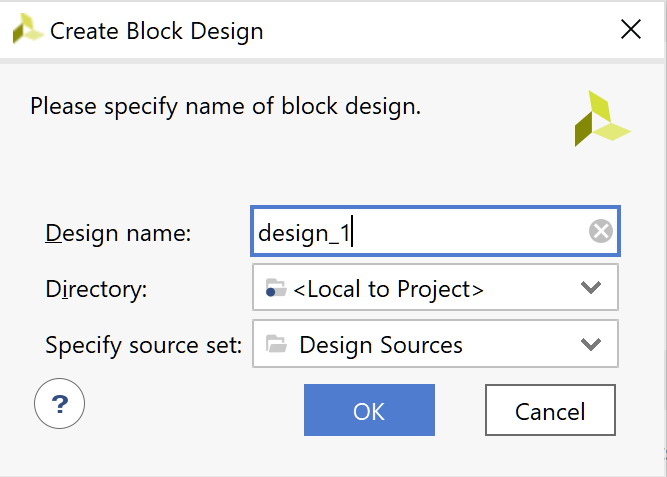 Create Block Design
Please specify name of block design.
Design name: design_1
Directory: <Local to Project>
Specify source set: Design Sources
? OK Cancel